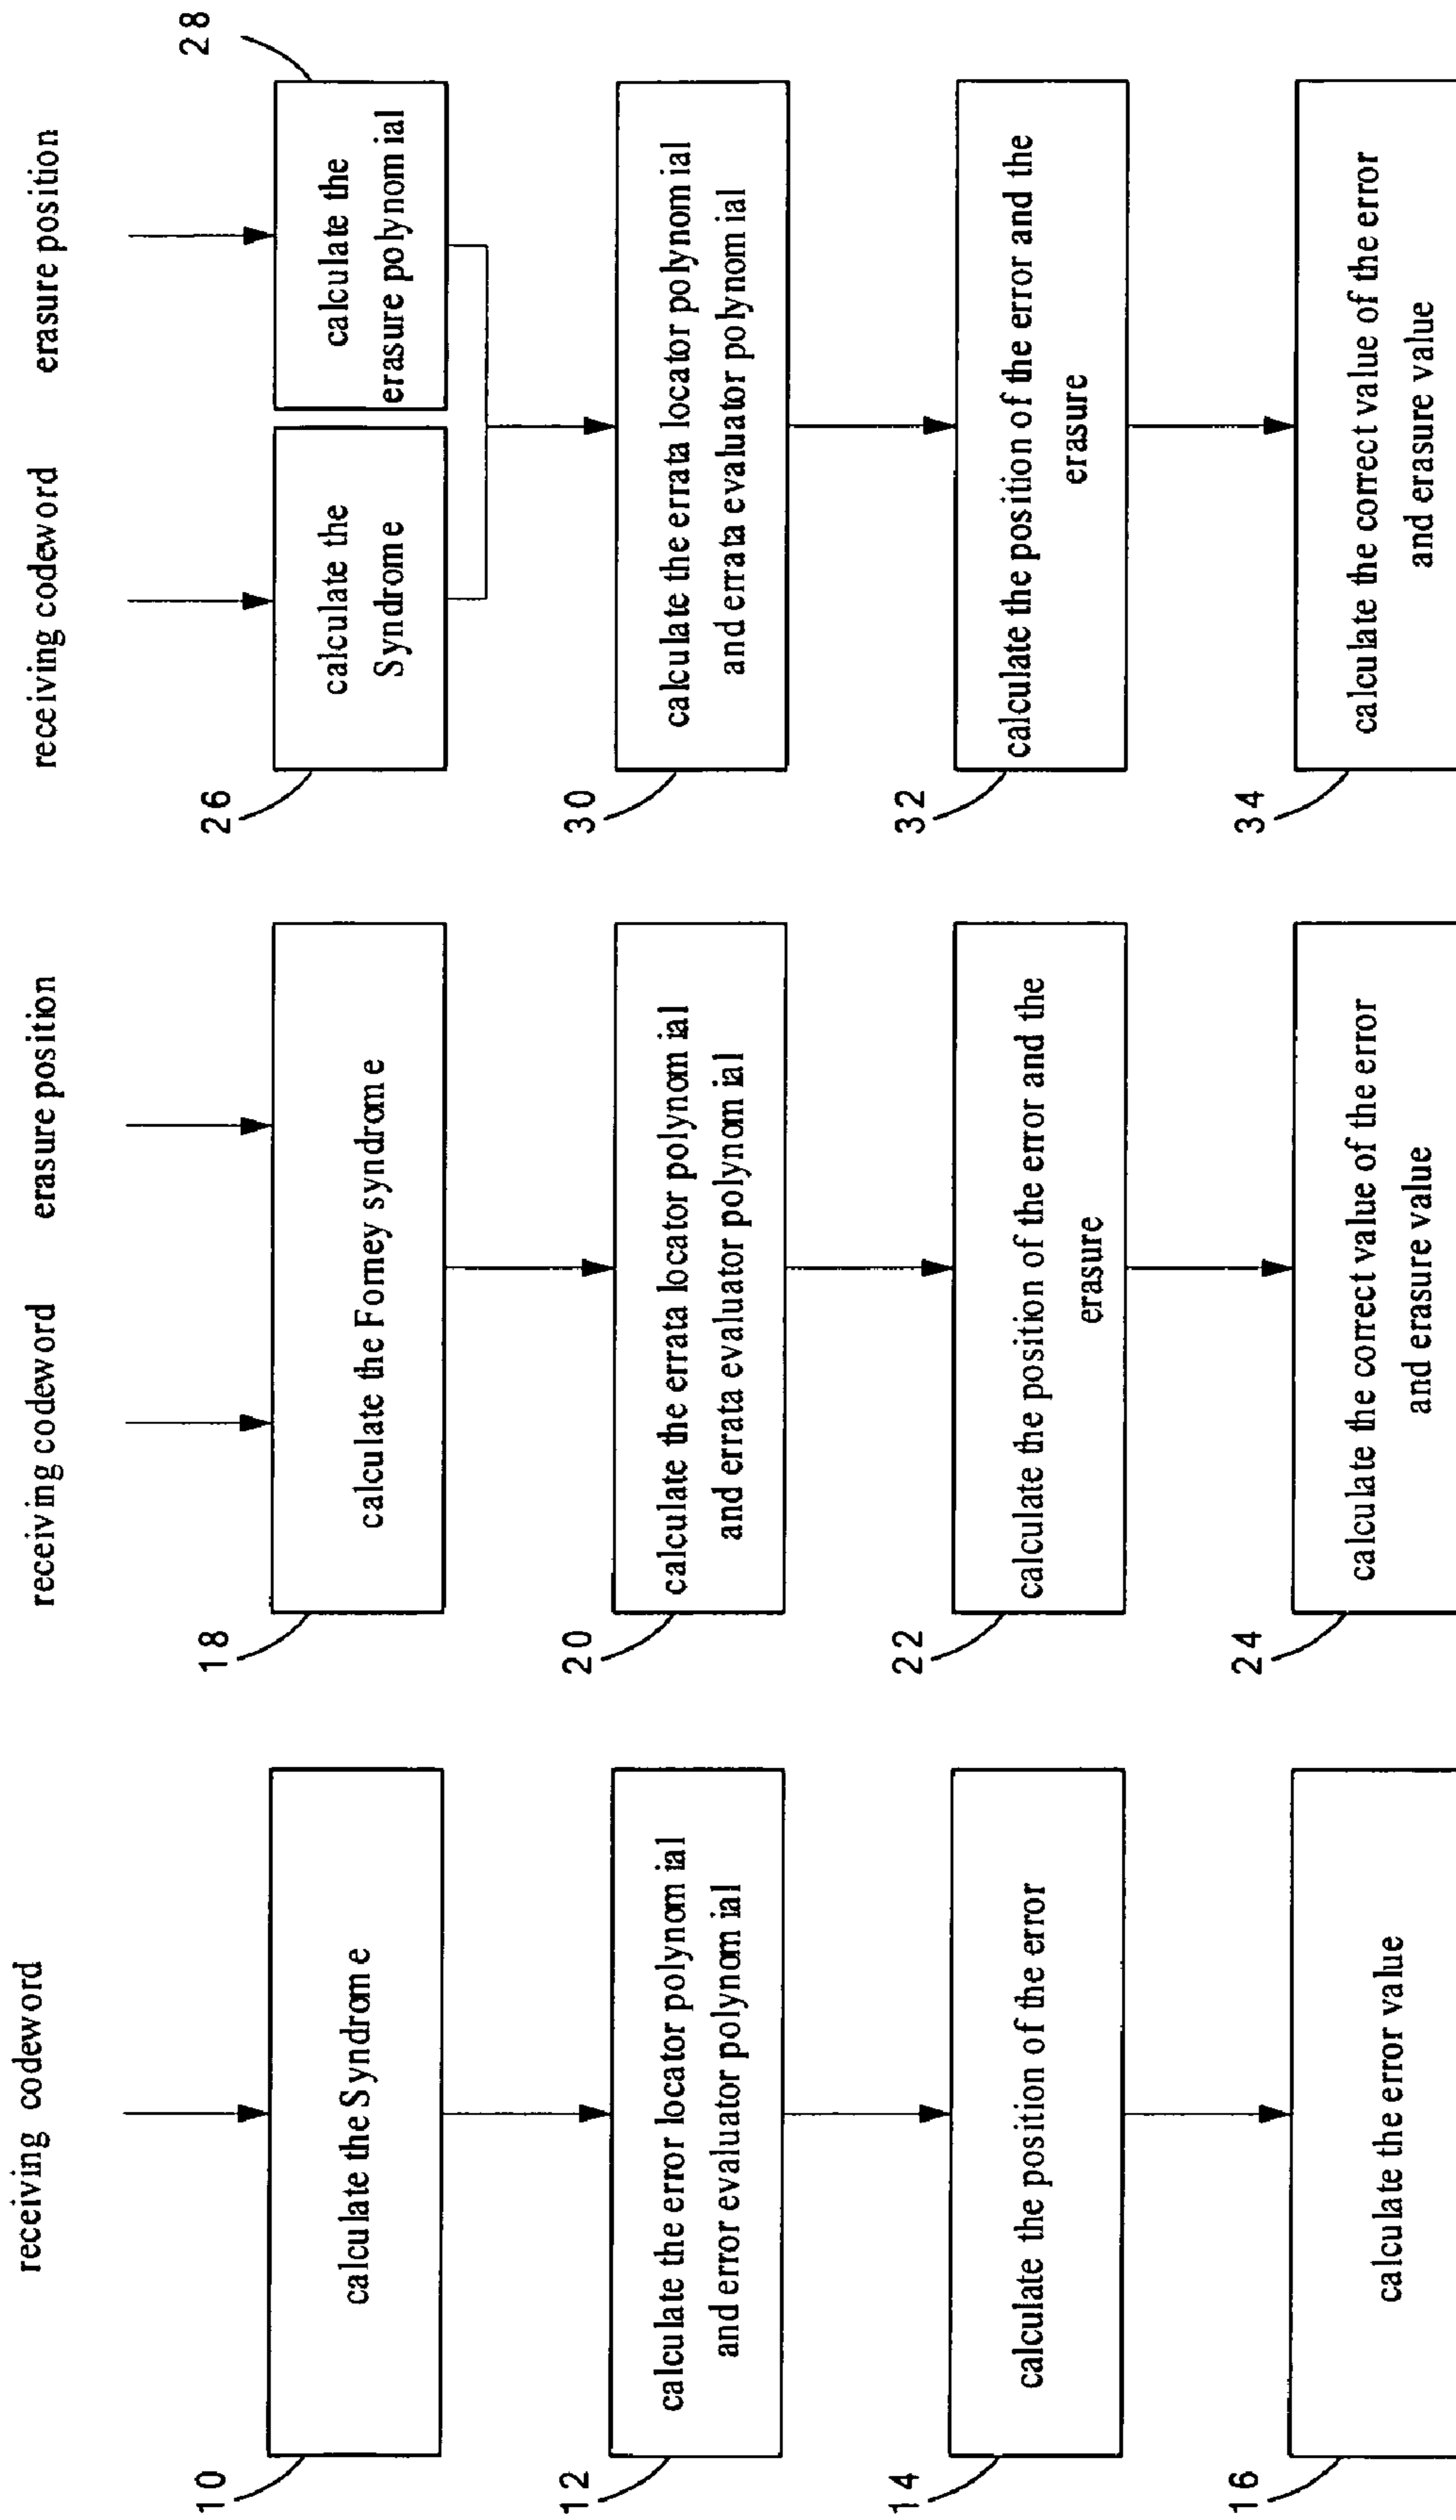 receiving codeword
10
calculate the Syndrome
12
calculate the error locator polynomial
and error evaluator polynomial
14
calculate the position of the error
16
calculate the error value
receiving codeword
erasure position
18
calculate the Forney syndrome
20
calculate the errata locator polynomial
and errata evaluator polynomial
22
calculate the position of the error and the
erasure
24
calculate the correct value of the error
and erasure value
receiving codeword
erasure position
26
calculate the
Syndrome
28
calculate the
erasure polynomial
30
calculate the errata locator polynomial
and errata evaluator polynomial
32
calculate the position of the error and the
erasure
34
calculate the correct value of the error
and erasure value